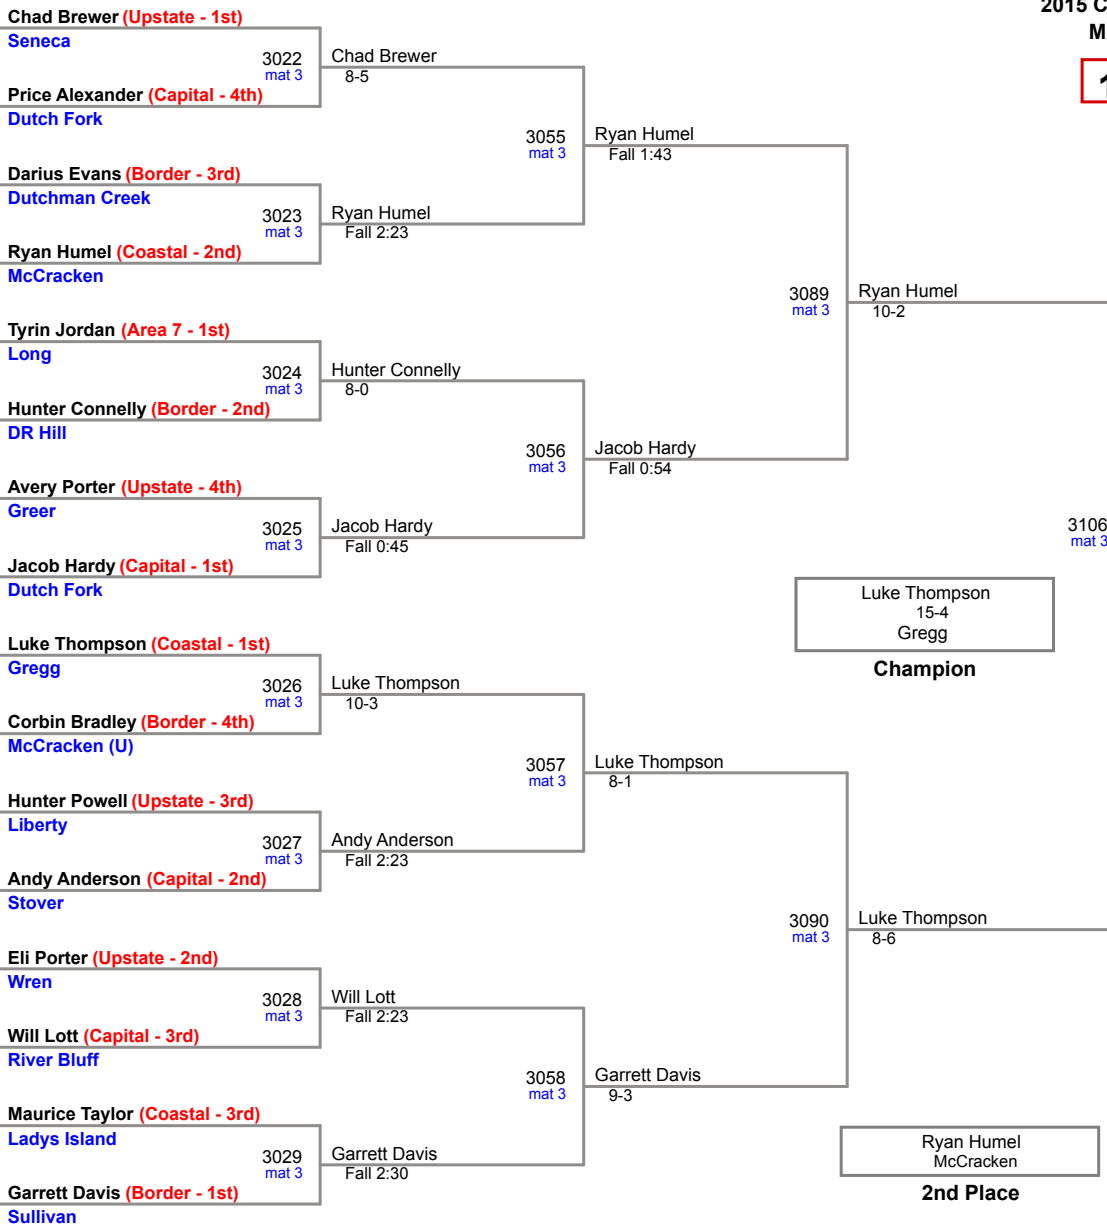 2015 C
M
1
Chad Brewer (Upstate - 1st)
Seneca
3022
mat 3
Chad Brewer
8-5
Price Alexander (Capital - 4th)
Dutch Fork
3055
mat 3
Ryan Humel
Fall 1:43
Darius Evans (Border - 3rd)
Dutchman Creek
3023
mat 3
Ryan Humel
Fall 2:23
Ryan Humel (Coastal - 2nd)
McCracken
3089
mat 3
Ryan Humel
10-2
Tyrin Jordan (Area 7 - 1st)
Long
3024
mat 3
Hunter Connelly
8-0
Hunter Connelly (Border - 2nd)
DR Hill
3056
mat 3
Jacob Hardy
Fall 0:54
Avery Porter (Upstate - 4th)
Greer
3025
mat 3
Jacob Hardy
Fall 0:45
Jacob Hardy (Capital - 1st)
Dutch Fork
3106
mat 3
Luke Thompson
15-4
Gregg
Champion
Luke Thompson (Coastal - 1st)
Gregg
3026
mat 3
Luke Thompson
10-3
Corbin Bradley (Border - 4th)
McCracken (U)
3057
mat 3
Luke Thompson
8-1
Hunter Powell (Upstate - 3rd)
Liberty
3027
mat 3
Andy Anderson
Fall 2:23
Andy Anderson (Capital - 2nd)
Stover
3090
mat 3
Luke Thompson
8-6
Eli Porter (Upstate - 2nd)
Wren
3028
mat 3
Will Lott
Fall 2:23
Will Lott (Capital - 3rd)
River Bluff
3058
mat 3
Garrett Davis
9-3
Maurice Taylor (Coastal - 3rd)
Ladys Island
3029
mat 3
Garrett Davis
Fall 2:30
Garrett Davis (Border - 1st)
Sullivan
Ryan Humel
McCracken
2nd Place